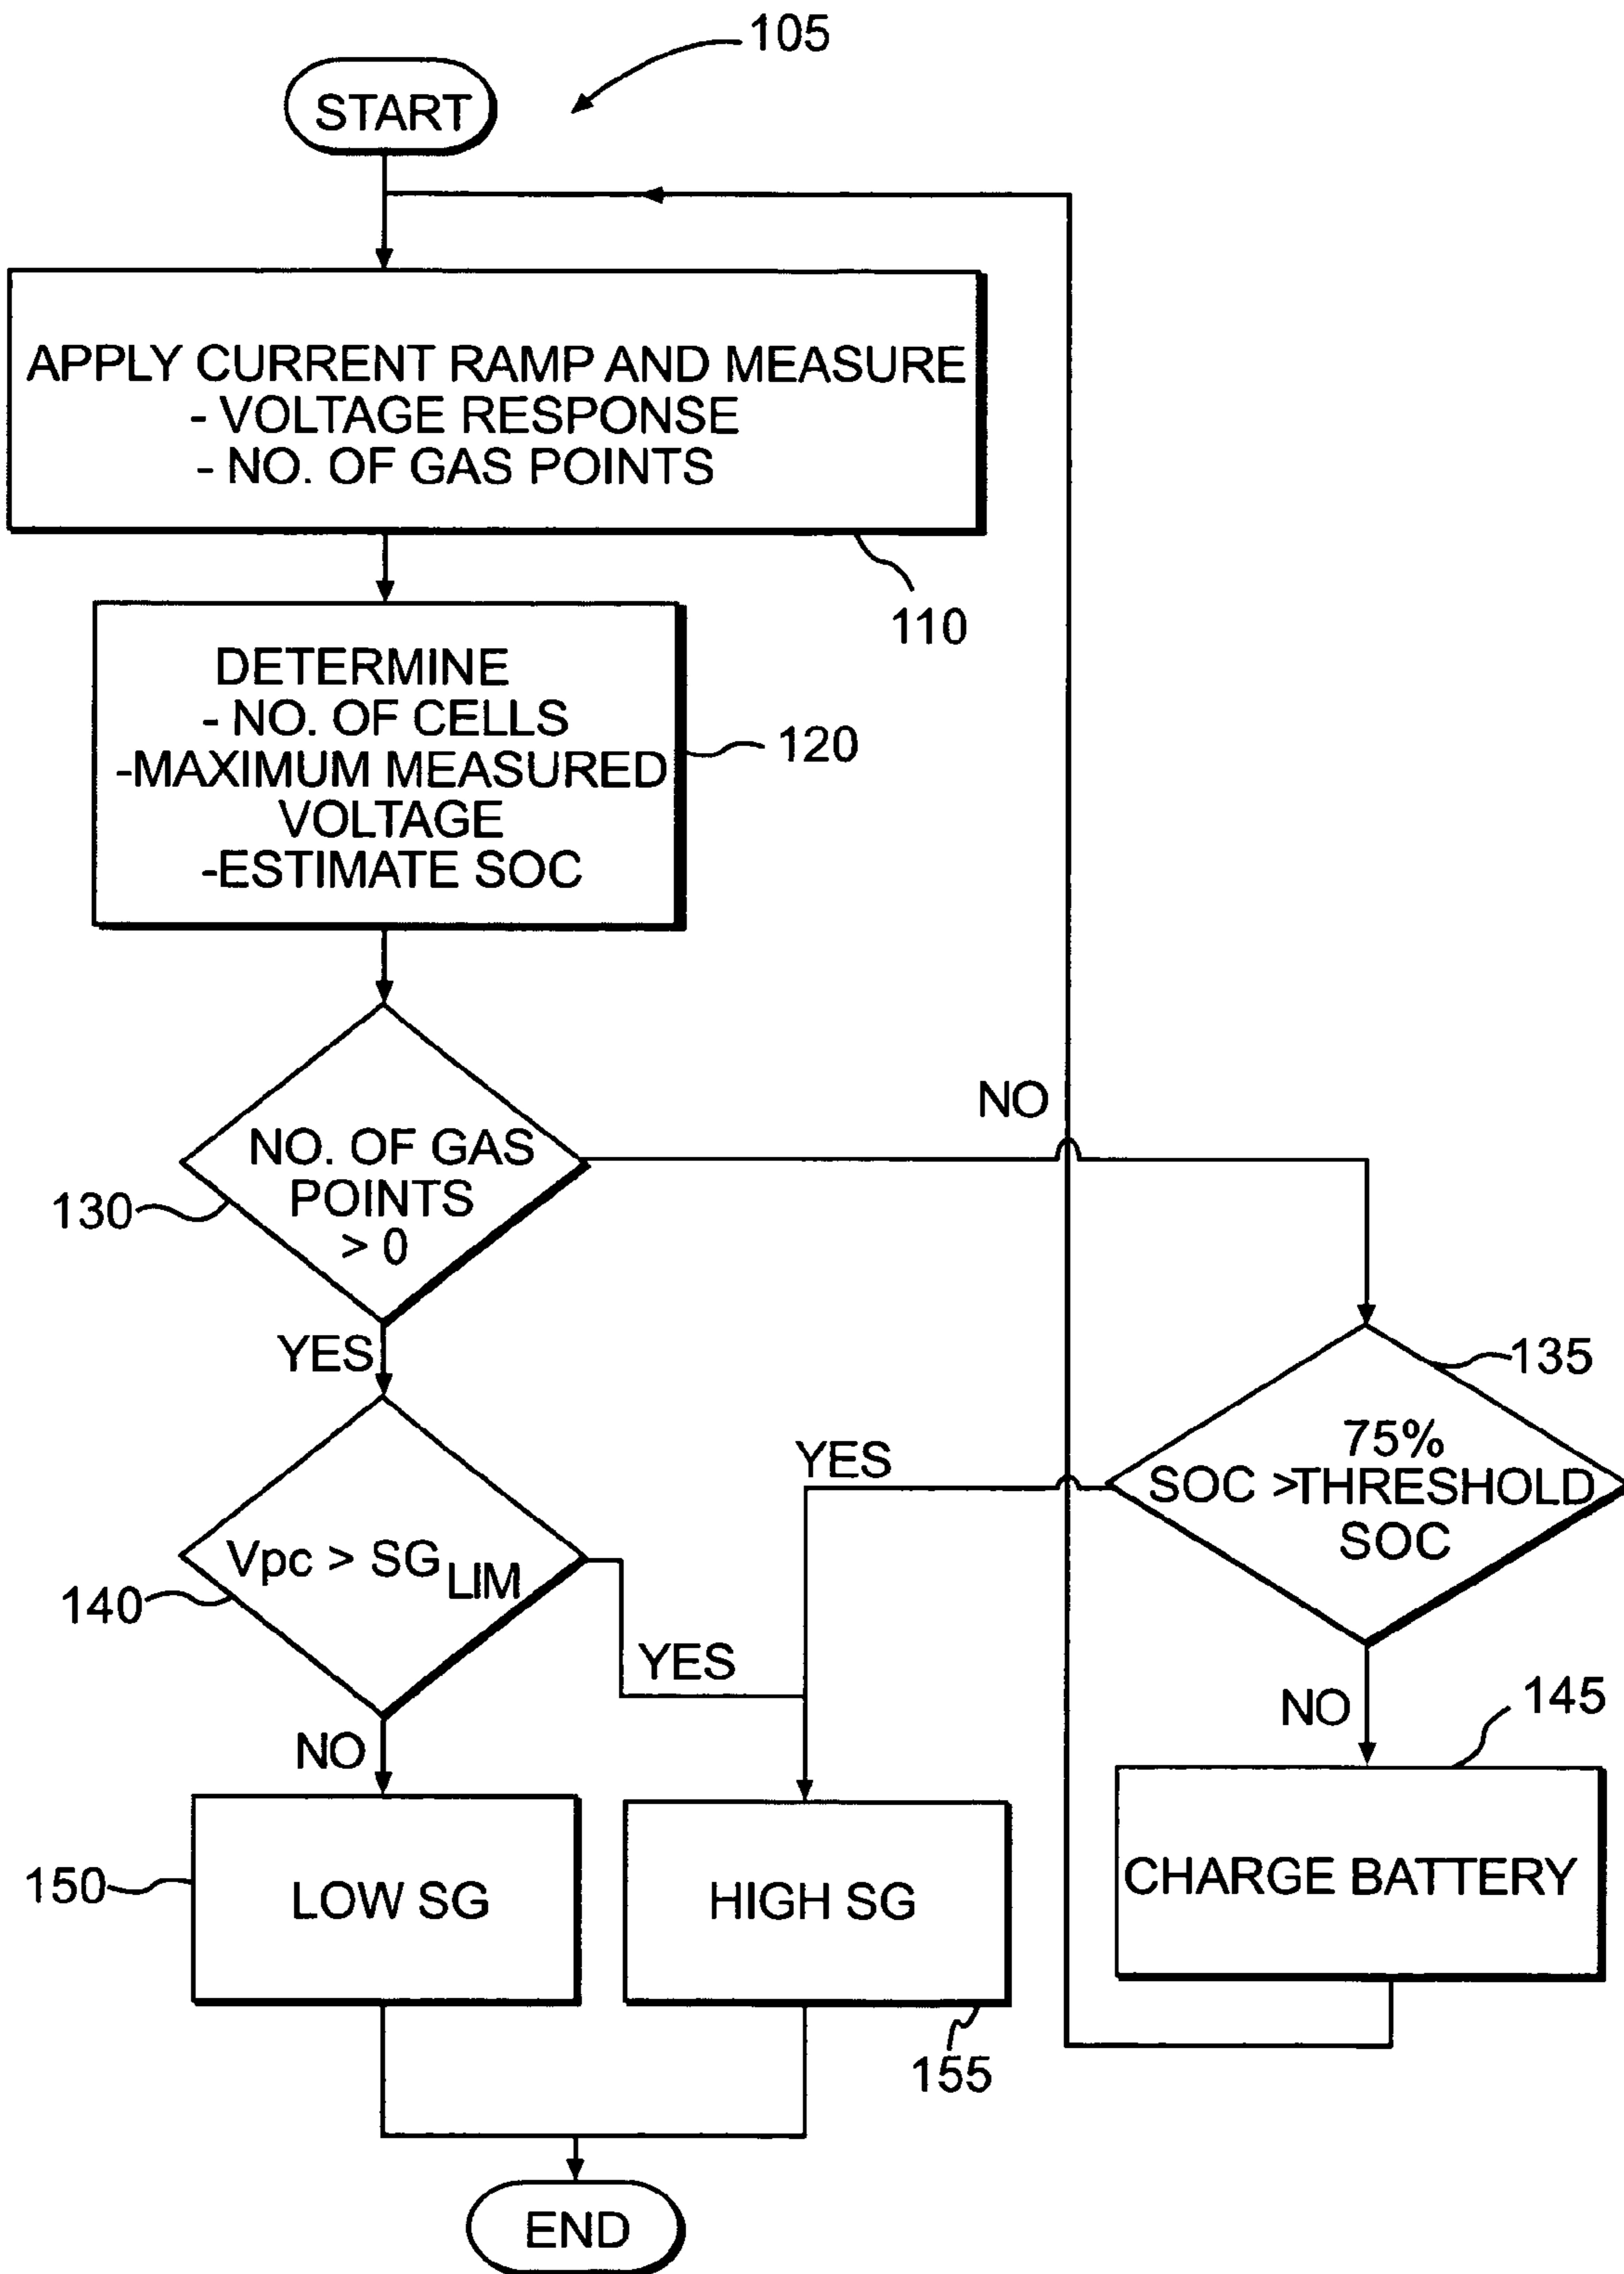 105
START
APPLY CURRENT RAMP AND MEASURE
- VOLTAGE RESPONSE
- NO. OF GAS POINTS
110
DETERMINE
- NO. OF CELLS
-MAXIMUM MEASURED
VOLTAGE
-ESTIMATE SOC
120
NO. OF GAS
POINTS
> 0
130
NO
YES
135
75%
SOC >THRESHOLD
SOC
YES
Vpc > SG LIM
140
YES
NO
NO
145
150
LOW SG
HIGH SG
CHARGE BATTERY
155
END